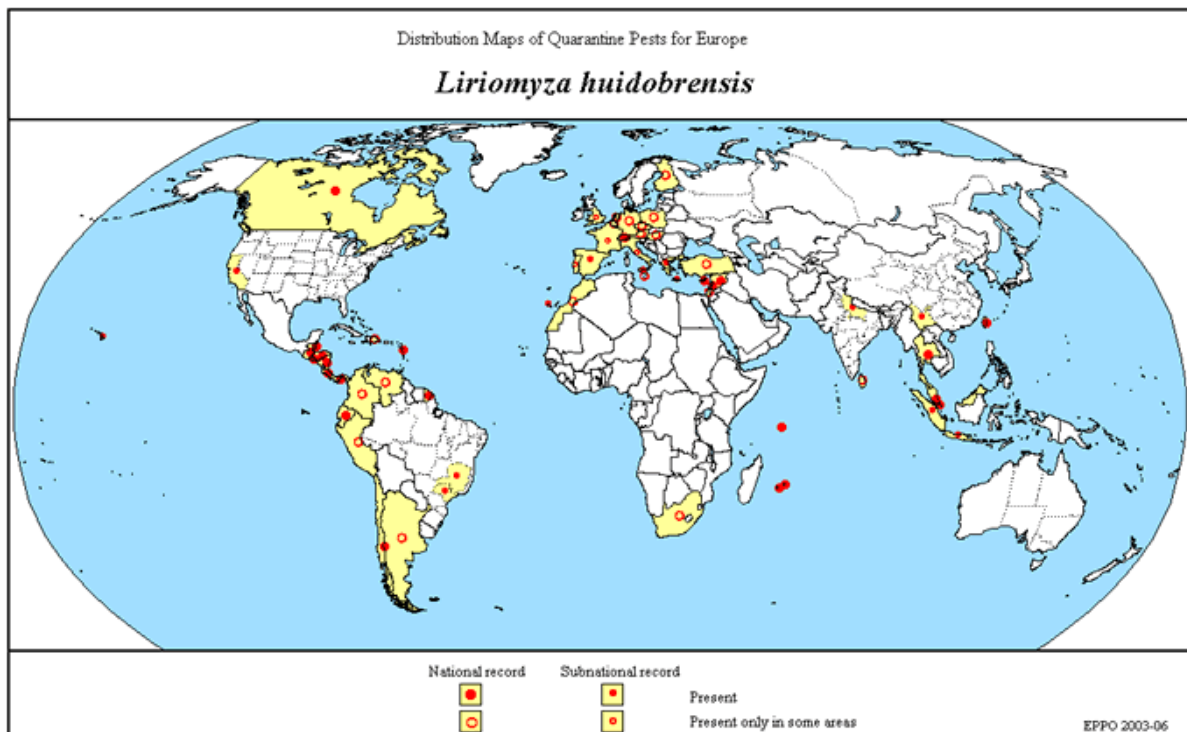 Distribution Maps of Quarantine Pests for Europe
Liriomyza huidobrensis
National record Subnational record
Present
Present only in some areas
EPPO 2003-06